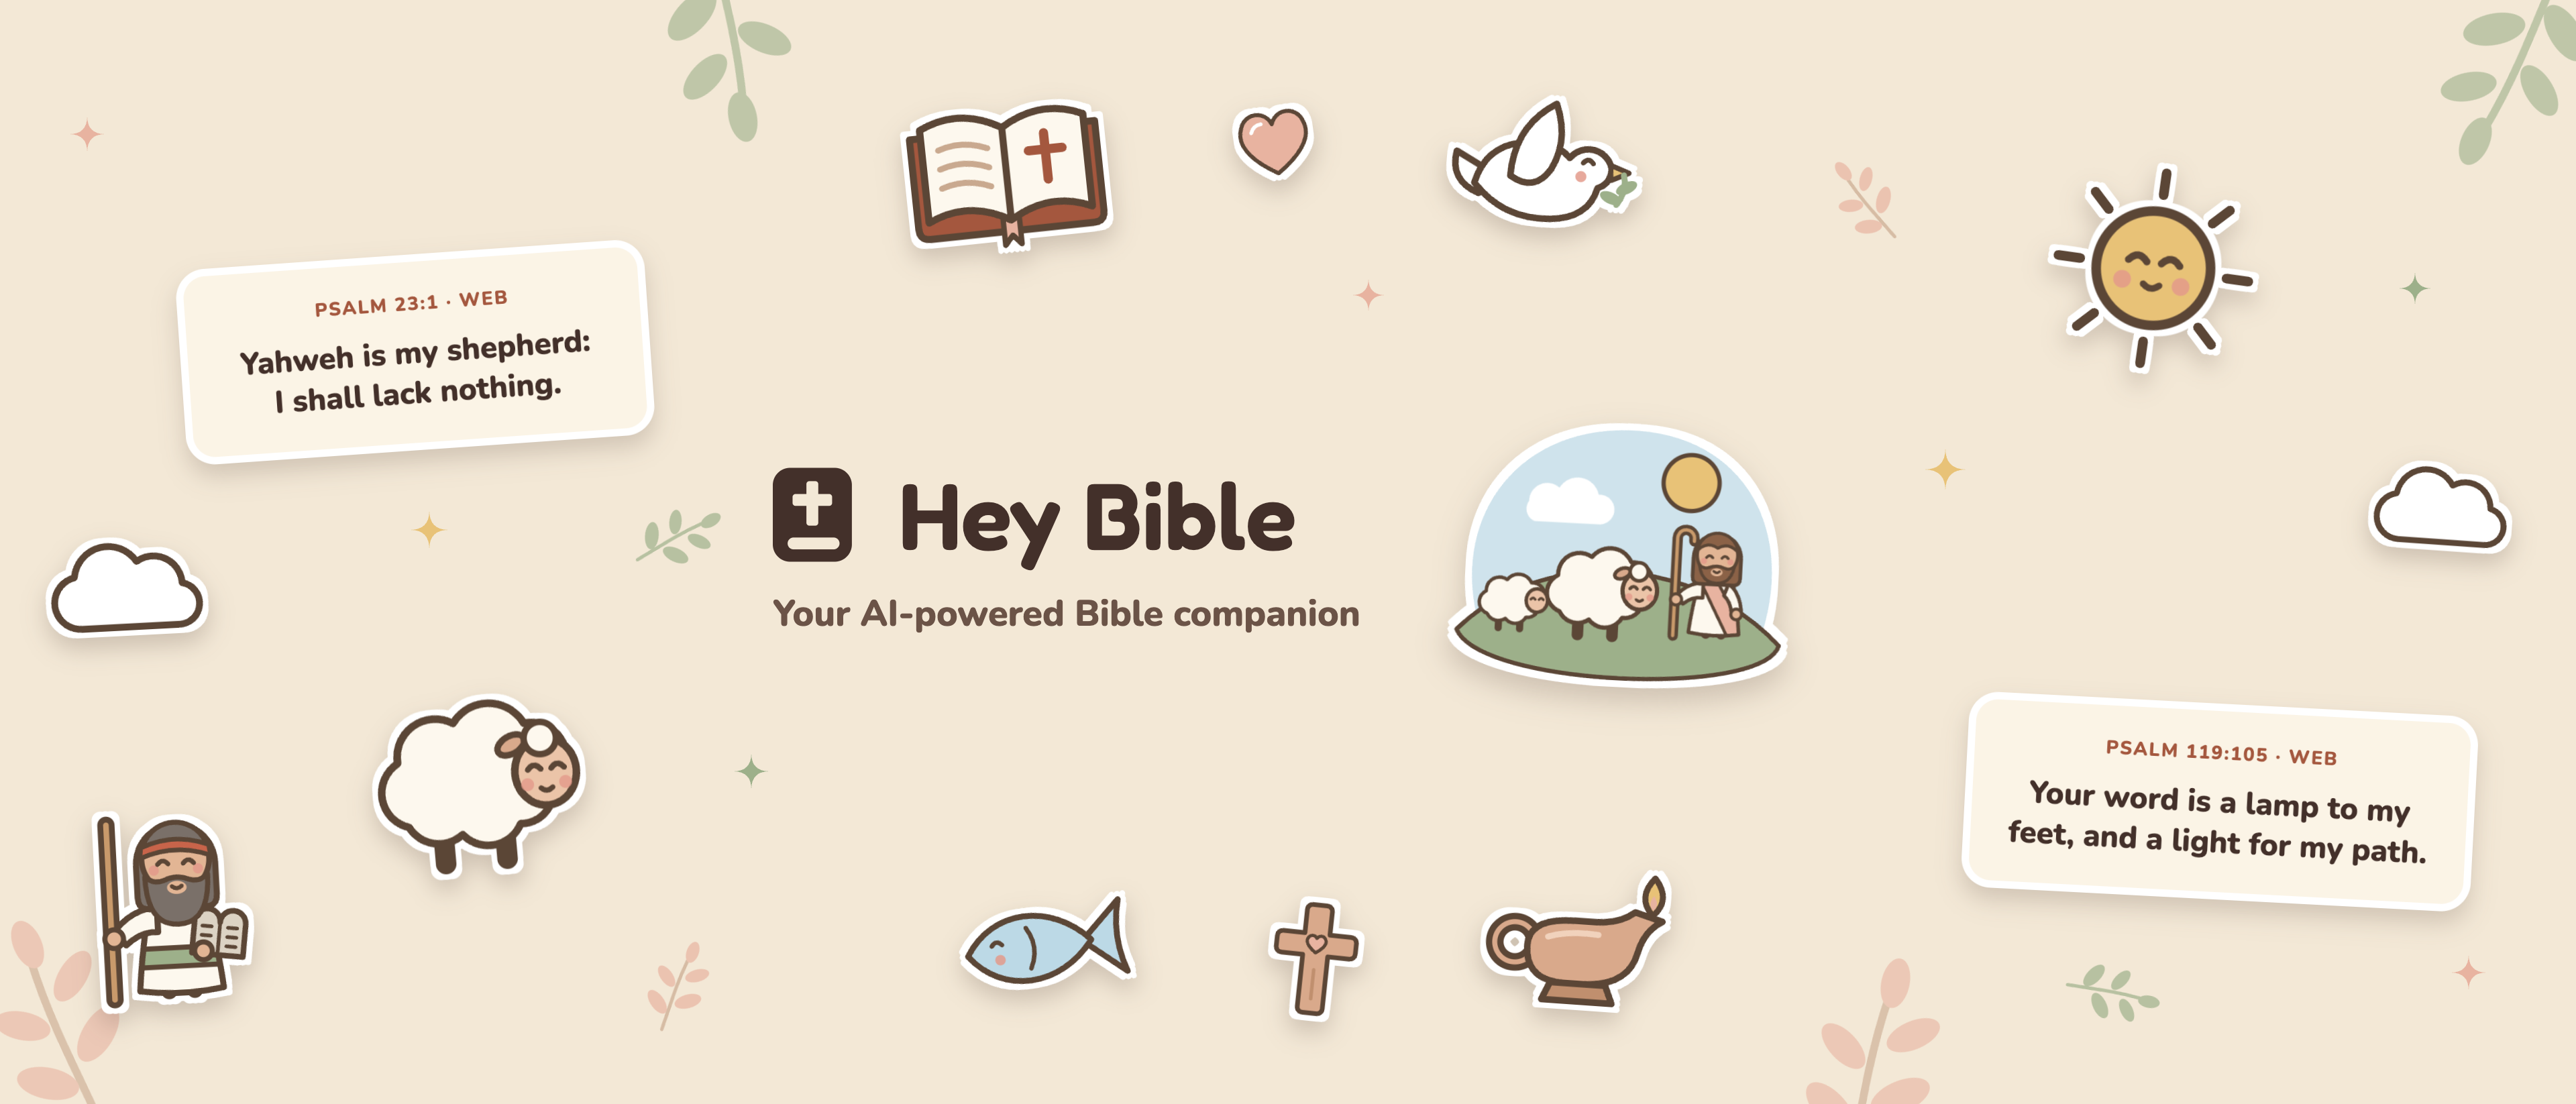 PSALM 23:1 · WEB
Yahweh is my shepherd:
I shall lack nothing.
Hey Bible
Your AI-powered Bible companion
PSALM 119:105 · WEB
Your word is a lamp to my
feet, and a light for my path.